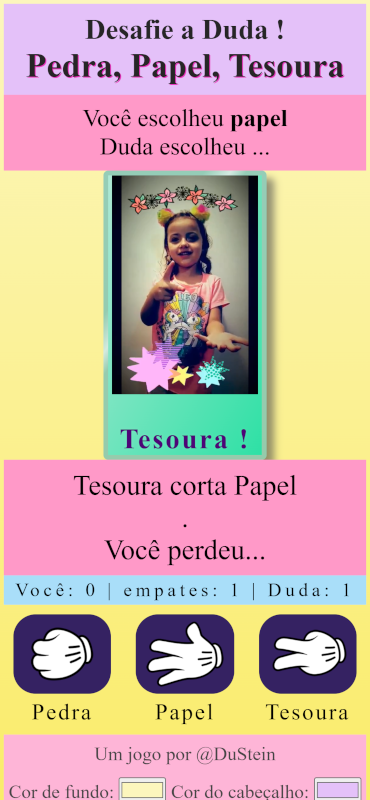 Desafie a Duda !
Pedra, Papel, Tesoura
Você escolheu papel
Duda escolheu ...
Tesoura !
Tesoura corta Papel
.
Você perdeu...
Você: 0 | empates: 1 | Duda: 1
Pedra Papel Tesoura
Um jogo por @DuStein
Cor de fundo: Cor do cabeçalho: